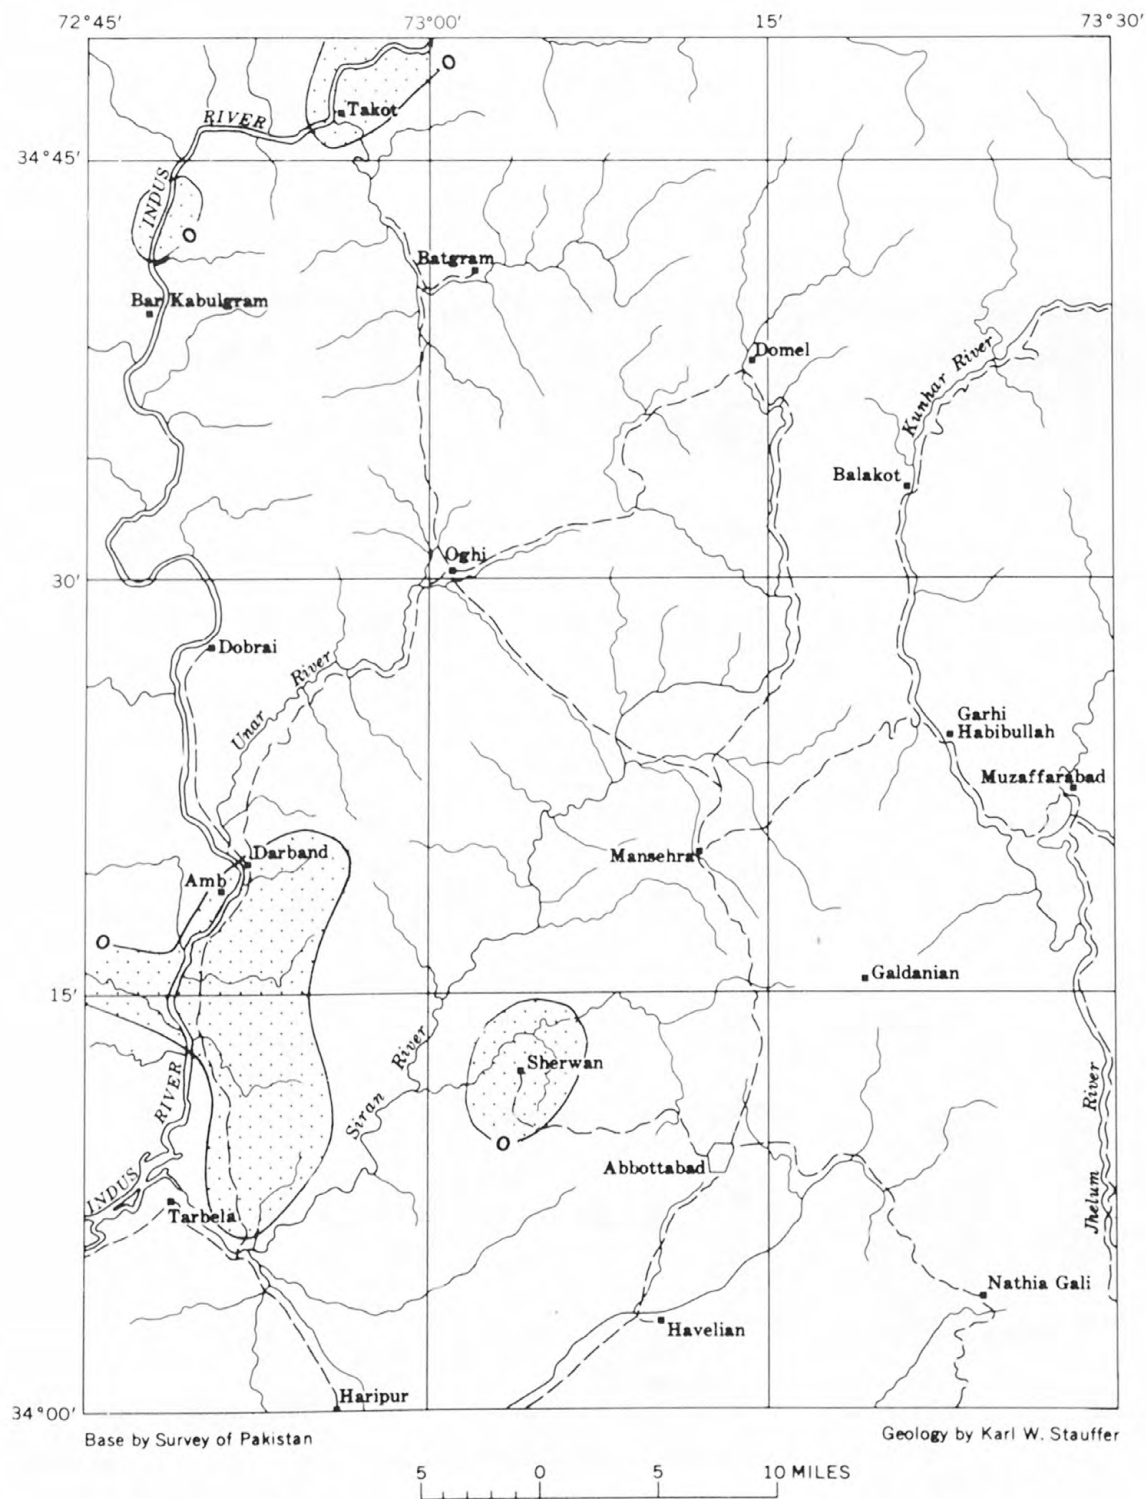 72°45' 73°00' 15' 73°30'
O
Takot
RIVER
34°45'
INDUS
O
Batgram
Bar Kabulgram
Domel
Kunhar River
Balakot
Oghi
30'
Dobrai
Unar River
Garhi
Habibullah
Muzaffarabad
Darband
Mansehra
Amb
O
Galdanian
15'
Sherwan
Siran River
RIVER
Jhelum River
O
Abbottabad
INDUS
Tarbela
Nathia Gali
Havelian
Haripur
34°00'
Base by Survey of Pakistan
Geology by Karl W. Stauffer
5 0 5 10 MILES